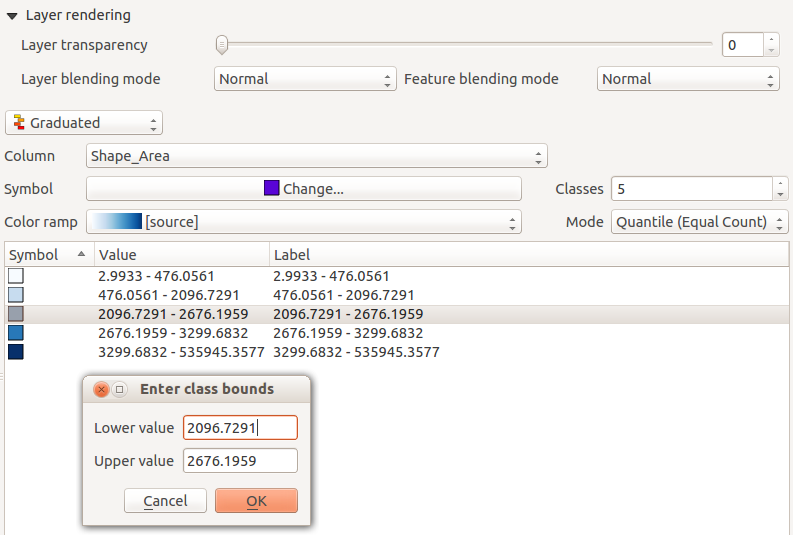 Layer rendering
Layer transparency 0
Layer blending mode Normal Feature blending mode Normal
Graduated
Column Shape_Area
Symbol Change... Classes 5
Color ramp [source] Mode Quantile (Equal Count)
Symbol Value Label
2.9933 - 476.0561 2.9933 - 476.0561
476.0561 - 2096.7291 476.0561 - 2096.7291
2096.7291 - 2676.1959 2096.7291 - 2676.1959
2676.1959 - 3299.6832 2676.1959 - 3299.6832
3299.6832 - 535945.3577 3299.6832 - 535945.3577
Enter class bounds
Lower value 2096.7291
Upper value 2676.1959
Cancel OK